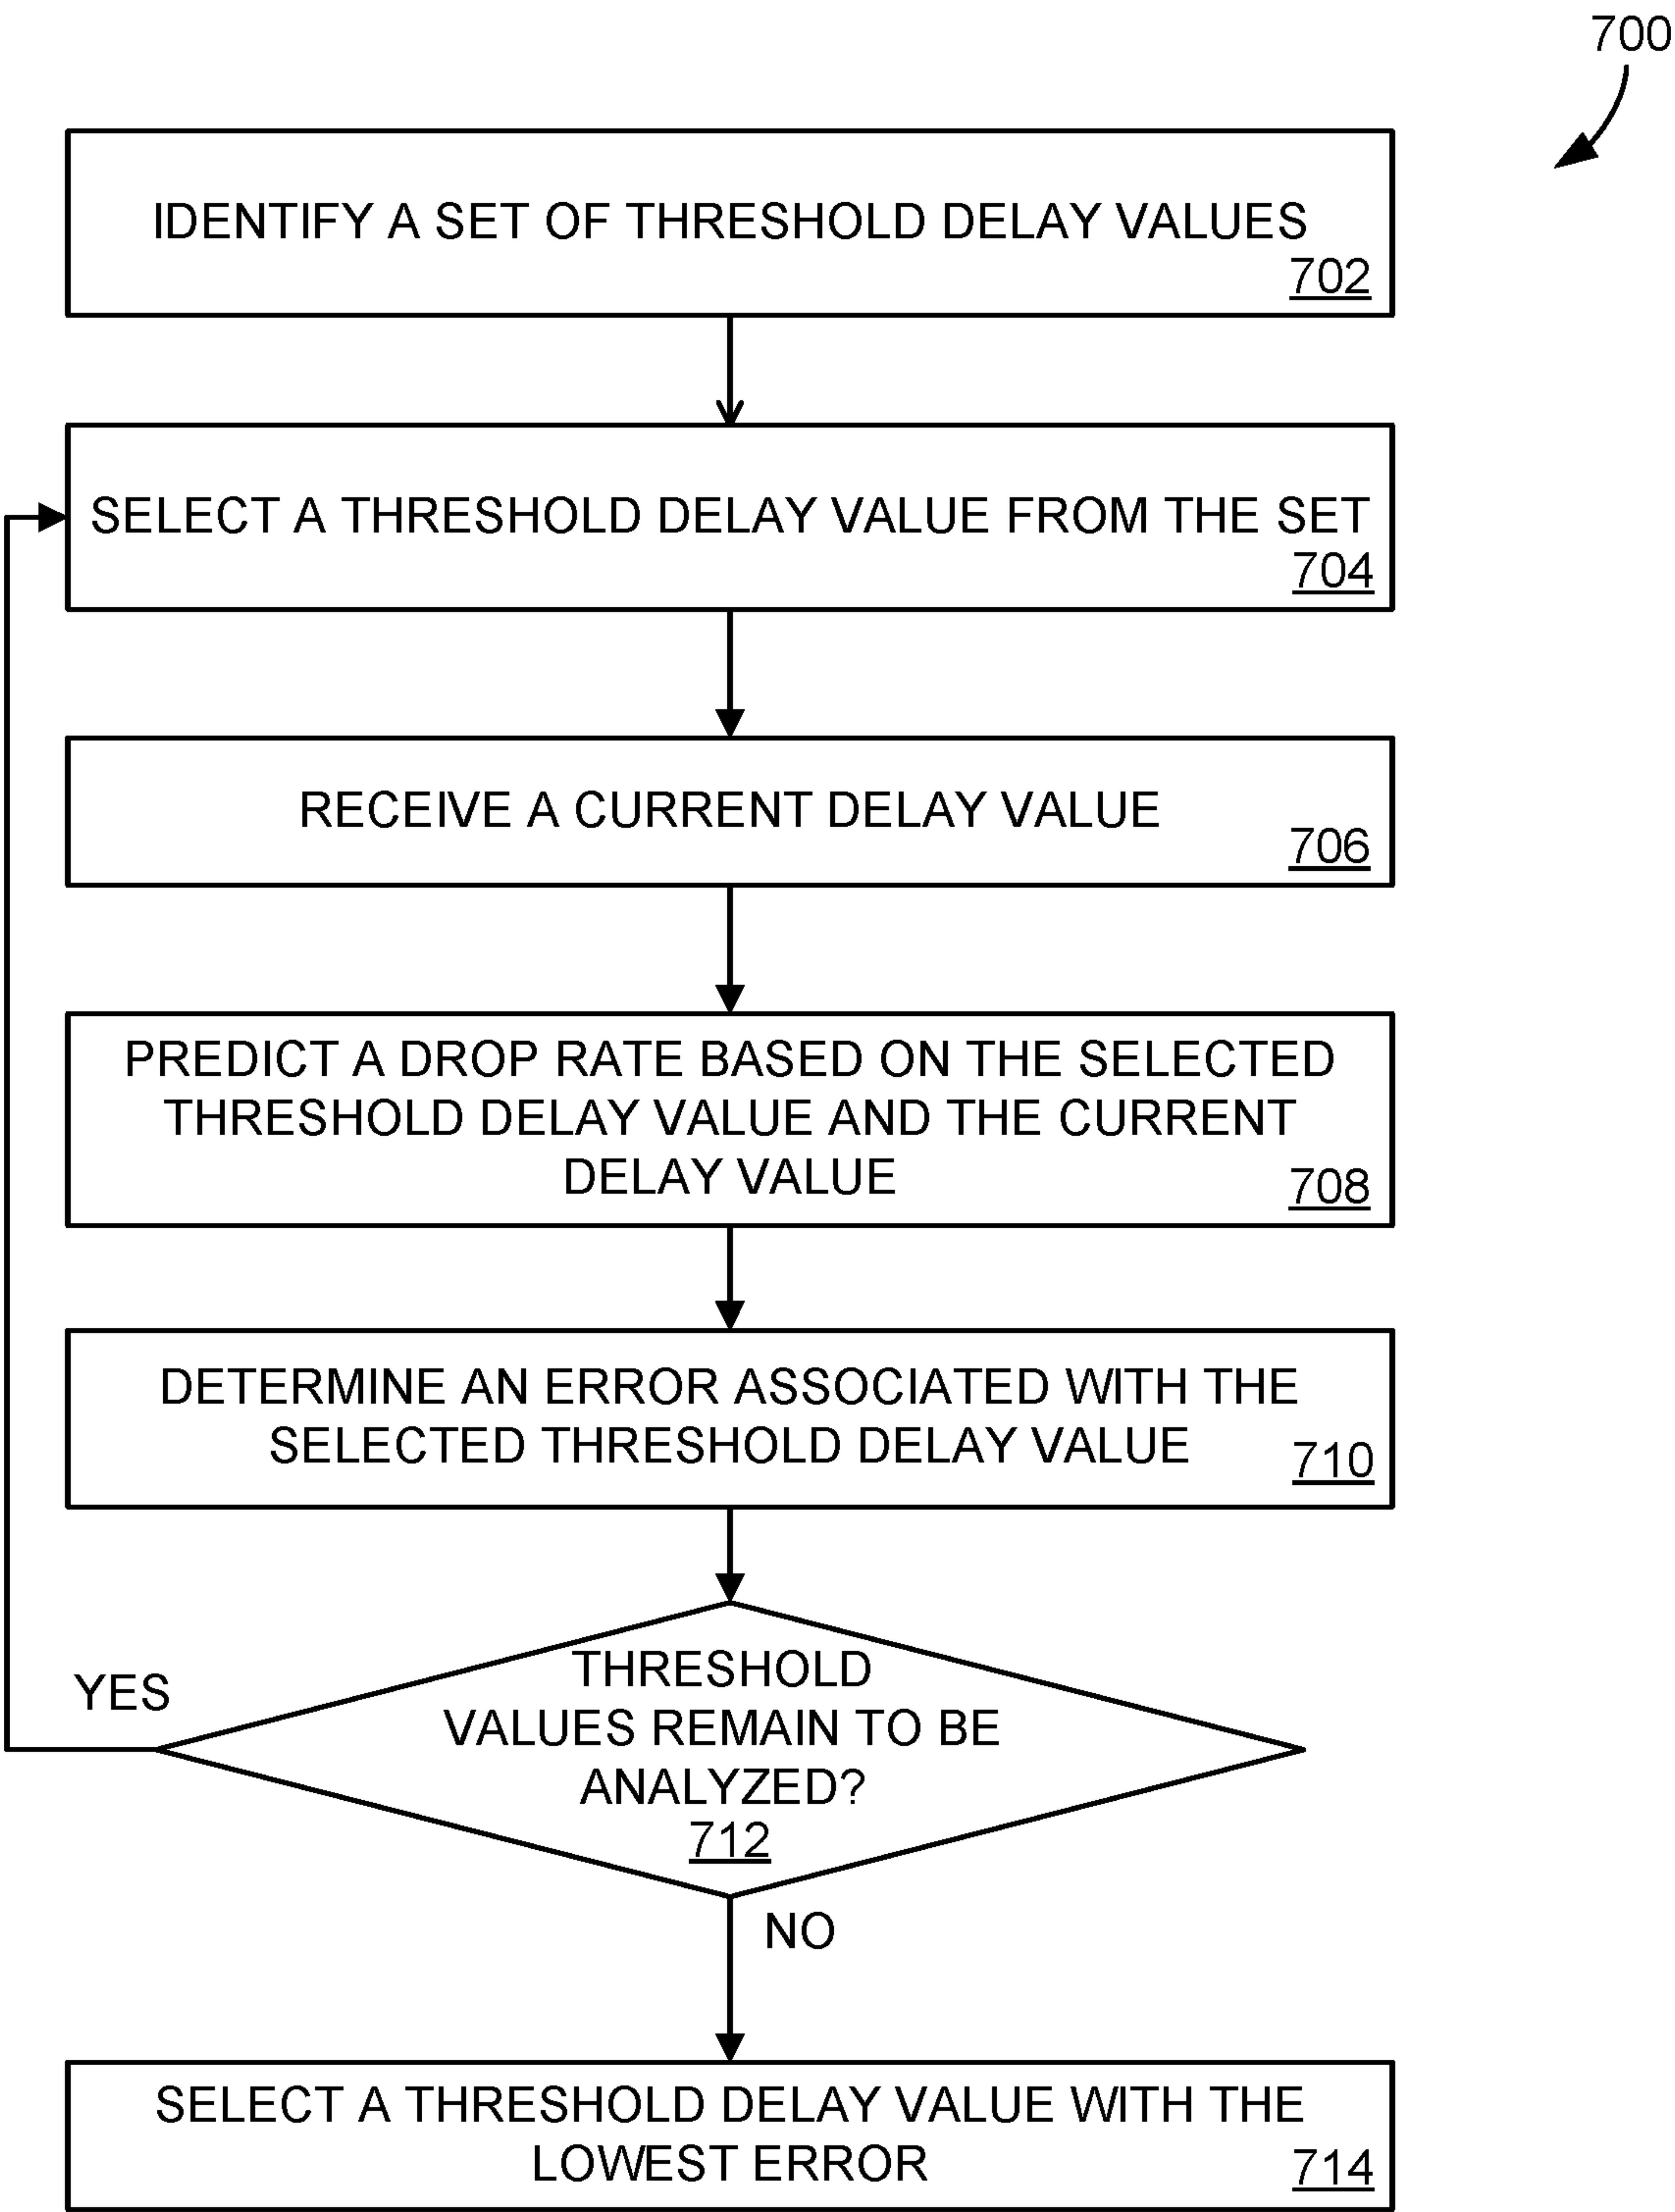 700
IDENTIFY A SET OF THRESHOLD DELAY VALUES
702
SELECT A THRESHOLD DELAY VALUE FROM THE SET
704
RECEIVE A CURRENT DELAY VALUE
706
PREDICT A DROP RATE BASED ON THE SELECTED
THRESHOLD DELAY VALUE AND THE CURRENT
DELAY VALUE
708
DETERMINE AN ERROR ASSOCIATED WITH THE
SELECTED THRESHOLD DELAY VALUE
710
THRESHOLD
VALUES REMAIN TO BE
ANALYZED?
712
YES
NO
SELECT A THRESHOLD DELAY VALUE WITH THE
LOWEST ERROR
714